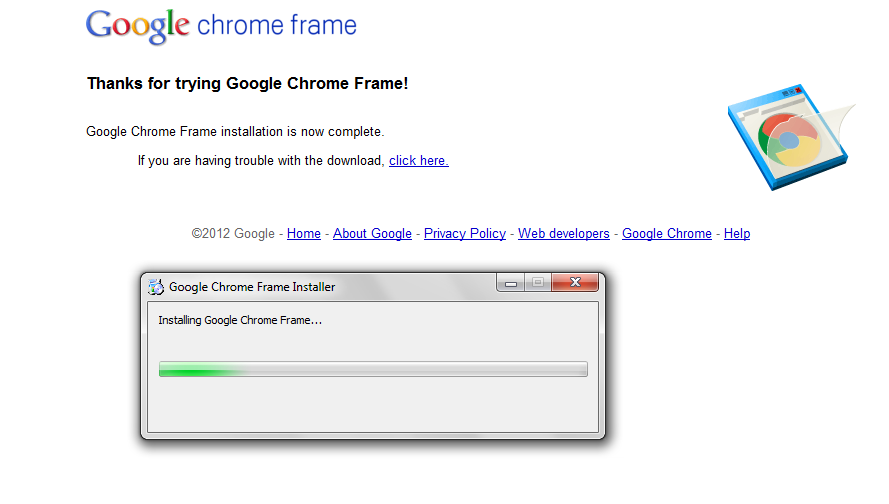 Google chrome frame
Thanks for trying Google Chrome Frame!
Google Chrome Frame installation is now complete.
If you are having trouble with the download, click here.
©2012 Google - Home - About Google - Privacy Policy - Web developers - Google Chrome - Help
Google Chrome Frame Installer
Installing Google Chrome Frame...